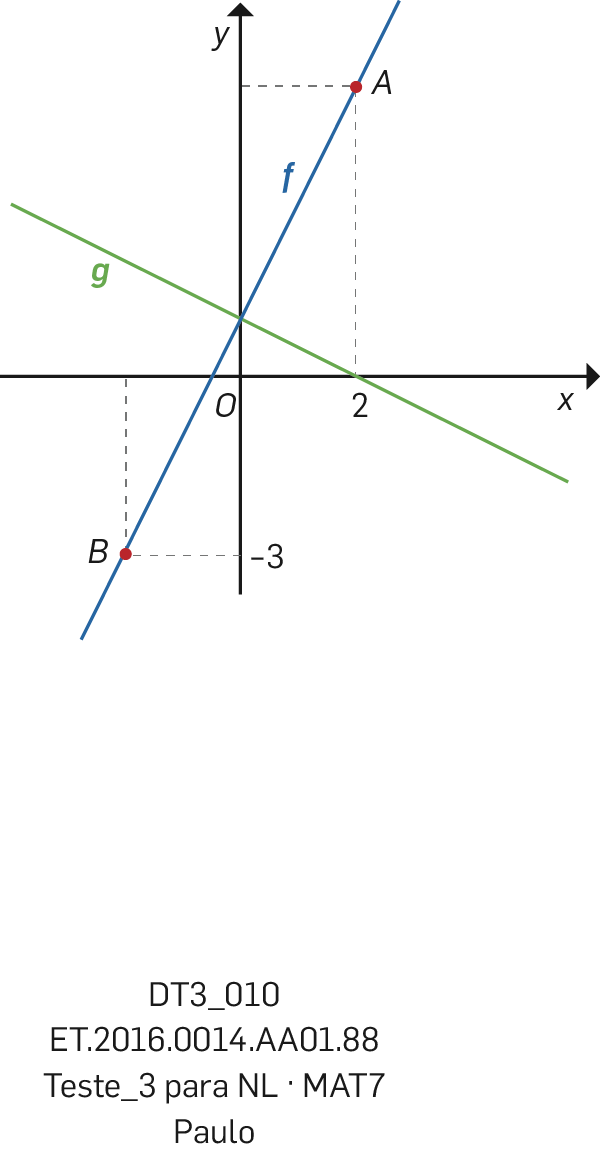 y
A
f
g
O
2
x
B
–3
DT3_010
ET.2016.0014.AA01.88
Teste_3 para NL · MAT7
Paulo